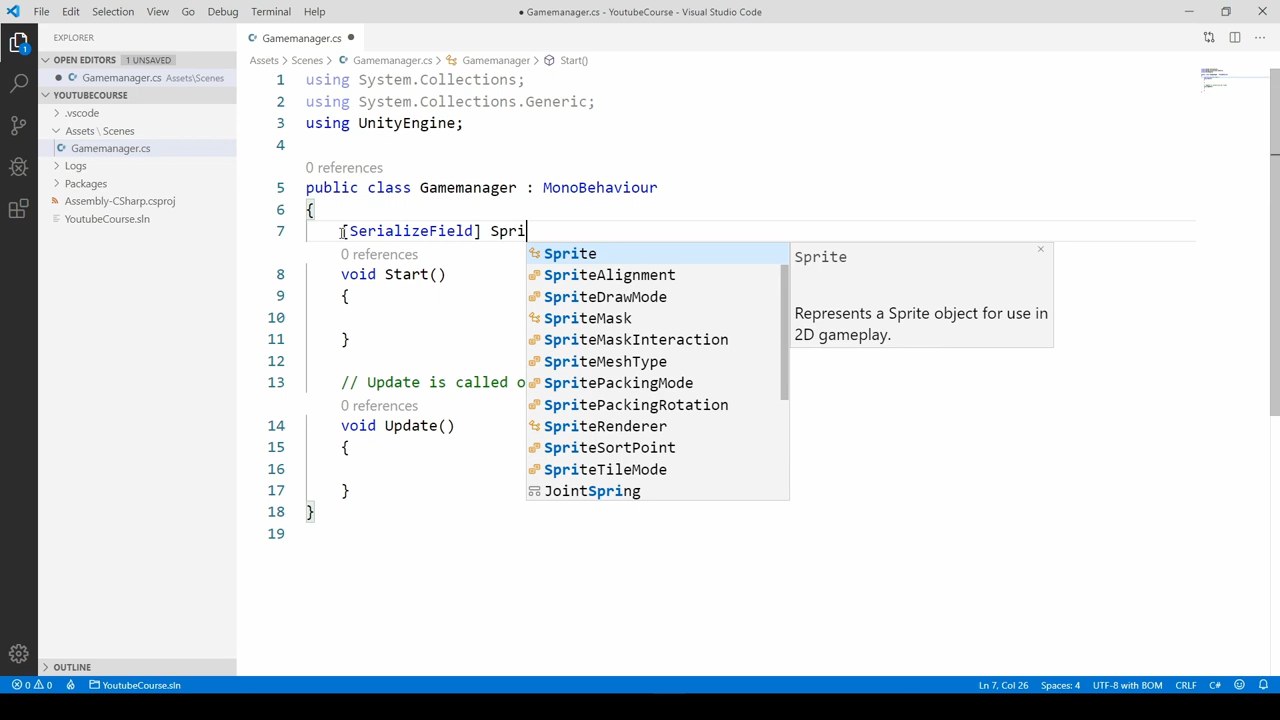 File Edit Selection View Go Debug Terminal Help
● Gamemanager.cs - YoutubeCourse - Visual Studio Code
EXPLORER
OPEN EDITORS 1 UNSAVED
Gamemanager.cs Assets\Scenes
YOUTUBECOURSE
.vscode
Assets \ Scenes
Gamemanager.cs
Logs
Packages
Assembly-CSharp.csproj
YoutubeCourse.sln
OUTLINE
1
Gamemanager.cs ●
Assets > Scenes > Gamemanager.cs > Gamemanager > Start()
1 using System.Collections;
2 using System.Collections.Generic;
3 using UnityEngine;
4
0 references
5 public class Gamemanager : MonoBehaviour
6 {
7 [SerializeField] Spri
0 references
8 void Start()
9 {
10
11 }
12
13 // Update is called o
0 references
14 void Update()
15 {
16
17 }
18 }
19
Sprite
SpriteAlignment
SpriteDrawMode
SpriteMask
SpriteMaskInteraction
SpriteMeshType
SpritePackingMode
SpritePackingRotation
SpriteRenderer
SpriteSortPoint
SpriteTileMode
JointSpring
Sprite
Represents a Sprite object for use in
2D gameplay.
0 0 YoutubeCourse.sln Ln 7, Col 26 Spaces: 4 UTF-8 with BOM CRLF C#